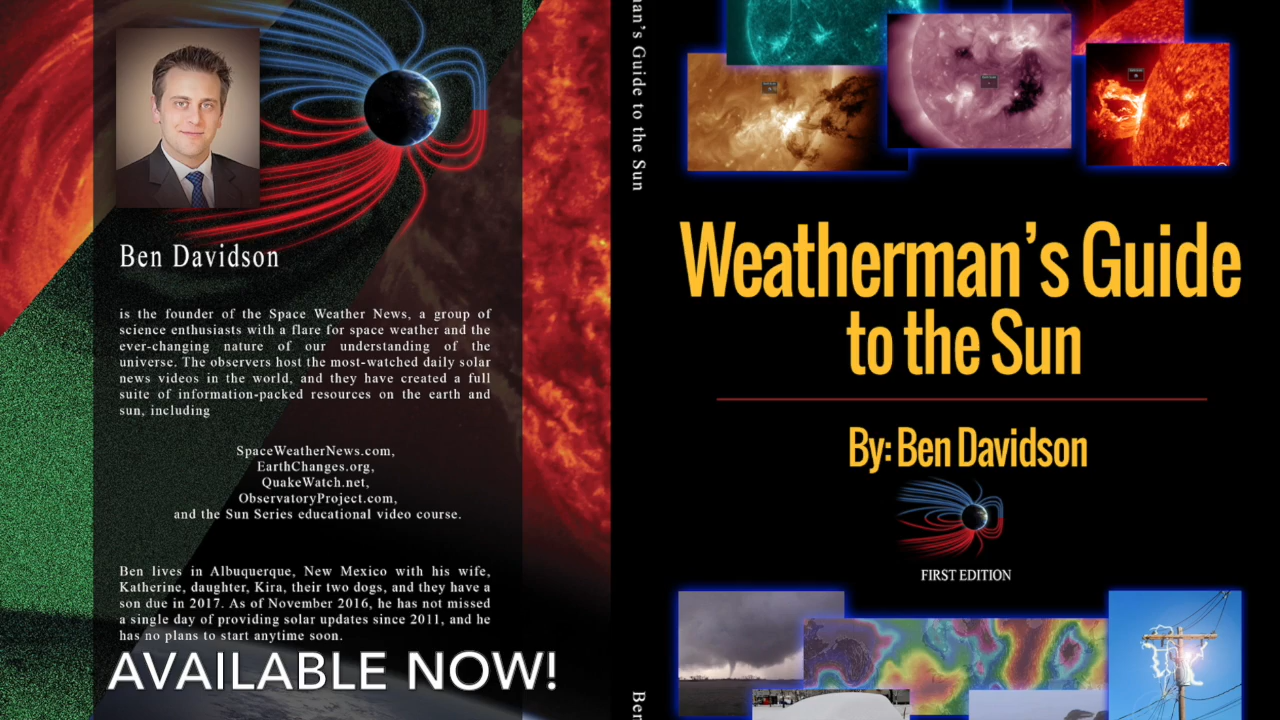 Ben Davidson
is the founder of the Space Weather News, a group of
science enthusiasts with a flare for space weather and the
ever-changing nature of our understanding of the
universe. The observers host the most-watched daily solar
news videos in the world, and they have created a full
suite of information-packed resources on the earth and
sun, including
SpaceWeatherNews.com,
EarthChanges.org,
QuakeWatch.net,
ObservatoryProject.com,
and the Sun Series educational video course.
Ben lives in Albuquerque, New Mexico with his wife,
Katherine, daughter, Kira, their two dogs, and they have a
son due in 2017. As of November 2016, he has not missed
a single day of providing solar updates since 2011, and he
has no plans to start anytime soon.
AVAILABLE NOW!
man's Guide to the Sun
Ben
Weatherman's Guide
to the Sun
By: Ben Davidson
FIRST EDITION